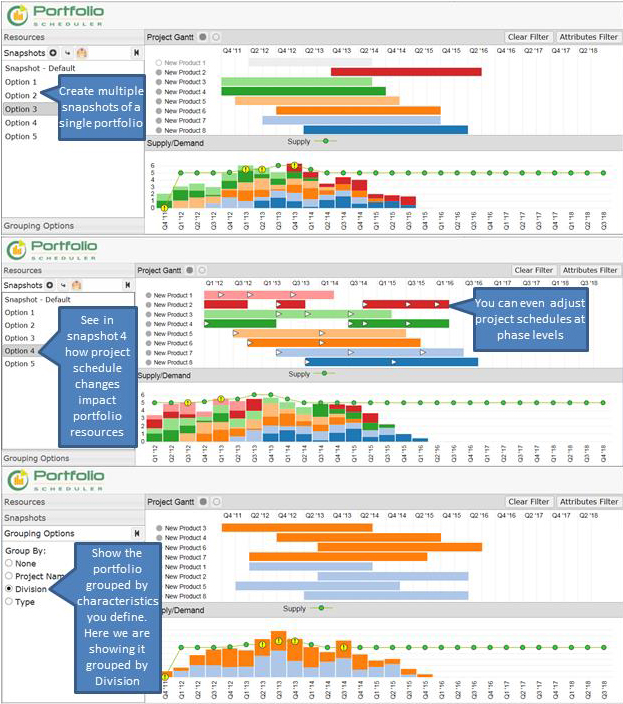 Portfolio
SCHEDULER
Resources
Project Gantt
Clear Filter
Attributes Filter
Snapshots
Snapshot - Default
Option 1
Option 2
Option 3
Option 4
Option 5
Create multiple
snapshots of a
single portfolio
Q4 '11 Q2 '12 Q4 '12 Q2 '13 Q4 '13 Q2 '14 Q4 '14 Q2 '15 Q4 '15 Q2 '16 Q4 '16 Q2 '17 Q4 '17 Q2 '18
New Product 1
New Product 2
New Product 3
New Product 4
New Product 5
New Product 6
New Product 7
New Product 8
Supply/Demand
Supply
6
5
4
3
2
1
0
Q4 '11 Q1 '12 Q2 '12 Q3 '12 Q4 '12 Q1 '13 Q2 '13 Q3 '13 Q4 '13 Q1 '14 Q2 '14 Q3 '14 Q4 '14 Q1 '15 Q2 '15 Q3 '15 Q4 '15 Q1 '16 Q2 '16 Q3 '16 Q4 '16 Q1 '17 Q2 '17 Q3 '17 Q4 '17 Q1 '18 Q2 '18 Q3 '18
Grouping Options
Portfolio
SCHEDULER
Resources
Project Gantt
Clear Filter
Attributes Filter
Snapshots
Snapshot - Default
Option 1
Option 2
Option 3
Option 4
Option 5
See in
snapshot 4
how project
schedule
changes
impact
portfolio
resources
Q1 '12 Q3 '12 Q1 '13 Q3 '13 Q1 '14 Q3 '14 Q1 '15 Q3 '15 Q1 '16 Q3 '16 Q1 '17 Q3 '17 Q1 '18 Q3 '18
New Product 1
New Product 2
New Product 3
New Product 4
New Product 5
New Product 6
New Product 7
New Product 8
You can even adjust
project schedules at
phase levels
Supply/Demand
Supply
6
5
4
3
2
1
0
Q1 '12 Q2 '12 Q3 '12 Q4 '12 Q1 '13 Q2 '13 Q3 '13 Q4 '13 Q1 '14 Q2 '14 Q3 '14 Q4 '14 Q1 '15 Q2 '15 Q3 '15 Q4 '15 Q1 '16 Q2 '16 Q3 '16 Q4 '16 Q1 '17 Q2 '17 Q3 '17 Q4 '17 Q1 '18 Q2 '18 Q3 '18
Grouping Options
Portfolio
SCHEDULER
Resources
Project Gantt
Clear Filter
Attributes Filter
Snapshots
Grouping Options
Group By:
None
Project Nam
Division
Type
Show the
portfolio
grouped by
characteristics
you define.
Here we are
showing it
grouped by
Division
Q4 '11 Q2 '12 Q4 '12 Q2 '13 Q4 '13 Q2 '14 Q4 '14 Q2 '15 Q4 '15 Q2 '16 Q4 '16 Q2 '17 Q4 '17 Q2 '18
New Product 3
New Product 4
New Product 6
New Product 7
New Product 1
New Product 2
New Product 5
New Product 8
y/Demand
Supply
Q4 '11 Q1 '12 Q2 '12 Q3 '12 Q4 '12 Q1 '13 Q2 '13 Q3 '13 Q4 '13 Q1 '14 Q2 '14 Q3 '14 Q4 '14 Q1 '15 Q2 '15 Q3 '15 Q4 '15 Q1 '16 Q2 '16 Q3 '16 Q4 '16 Q1 '17 Q2 '17 Q3 '17 Q4 '17 Q1 '18 Q2 '18 Q3 '18